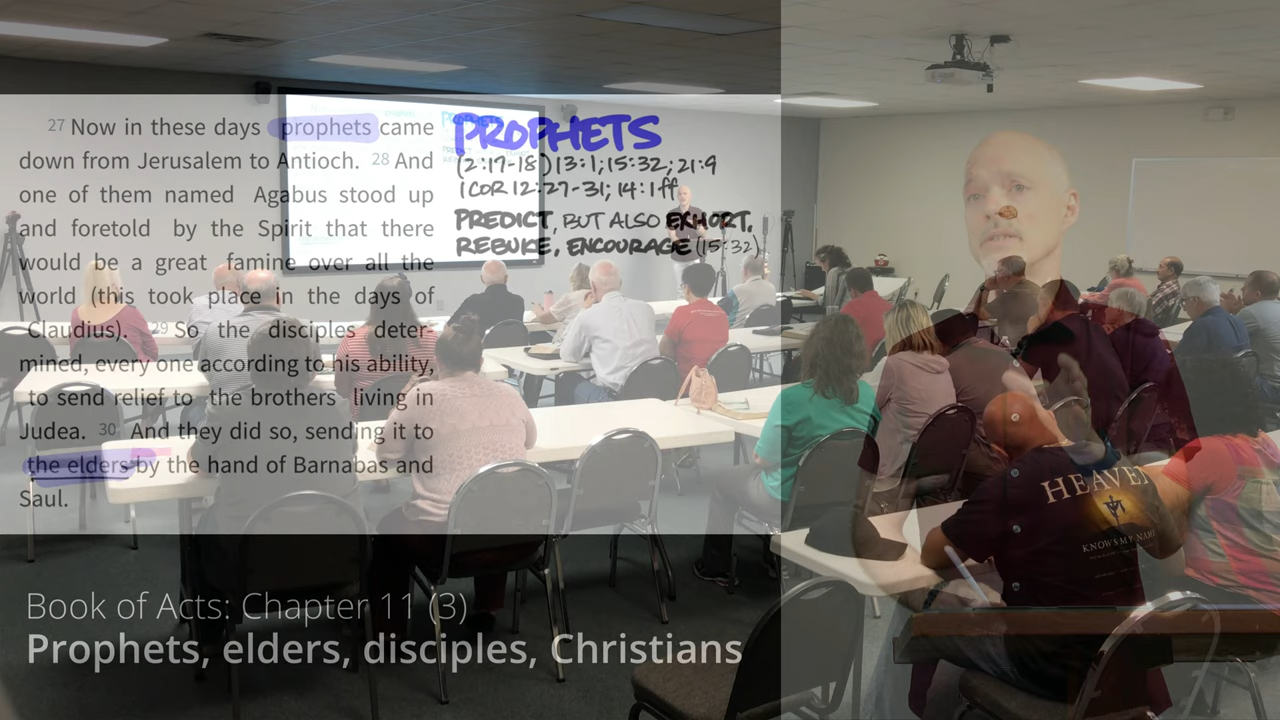 27 Now in these days prophets came
down from Jerusalem to Antioch. 28 And
one of them named Agabus stood up
and foretold by the Spirit that there
would be a great famine over all the
world (this took place in the days of
Claudius). 29 So the disciples deter-
mined, every one according to his ability,
to send relief to the brothers living in
Judea. 30 And they did so, sending it to
the elders by the hand of Barnabas and
Saul.
PROPHETS
(2:17-18) 13:1; 15:32; 21:9
1 COR 12:27-31; 14:1ff
PREDICT, BUT ALSO EXHORT,
REBUKE, ENCOURAGE (15:32)
HEAVEN
KNOWS MY NAME
Book of Acts: Chapter 11 (3)
Prophets, elders, disciples, Christians